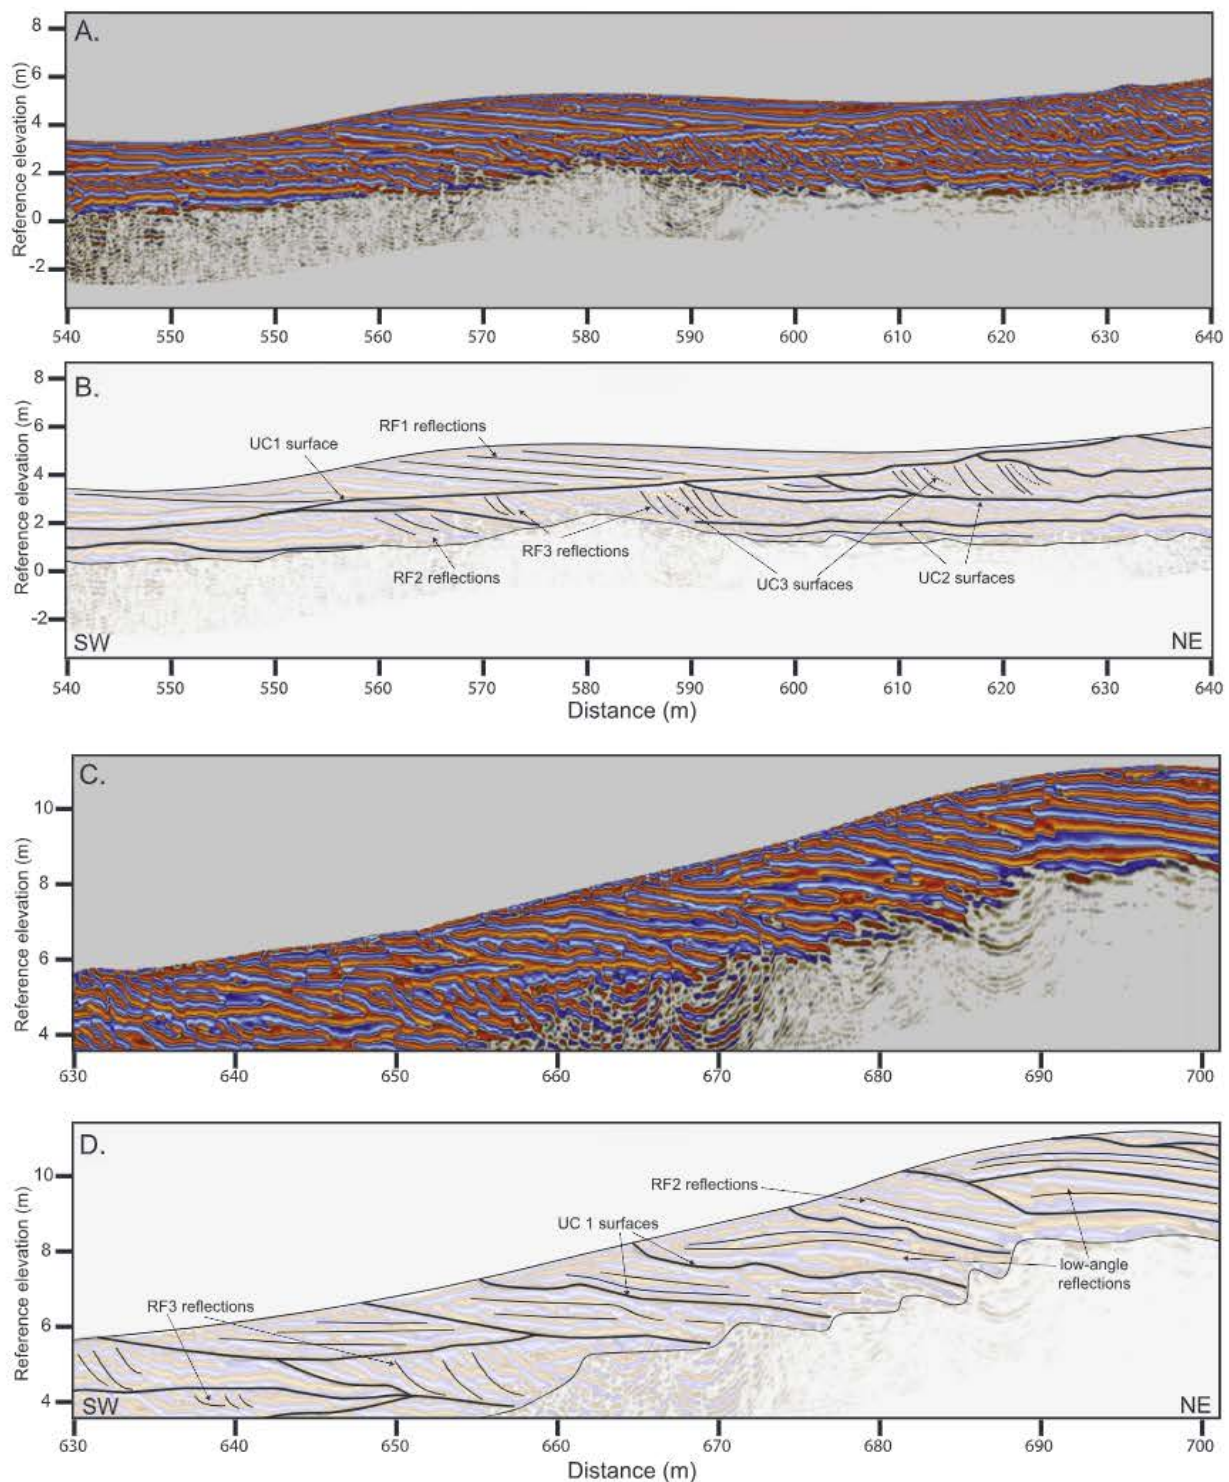 A.
Reference elevation (m)
8
6
4
2
0
-2
540 550 550 560 570 580 590 600 610 620 630 640
B.
Reference elevation (m)
8
6
4
2
0
-2
RF1 reflections
UC1 surface
RF3 reflections
RF2 reflections
UC3 surfaces
UC2 surfaces
SW
NE
540 550 550 560 570 580 590 600 610 620 630 640
Distance (m)
C.
Reference elevation (m)
10
8
6
4
630 640 650 660 670 680 690 700
D.
Reference elevation (m)
10
8
6
4
RF2 reflections
UC 1 surfaces
low-angle
reflections
RF3 reflections
SW
NE
630 640 650 660 670 680 690 700
Distance (m)